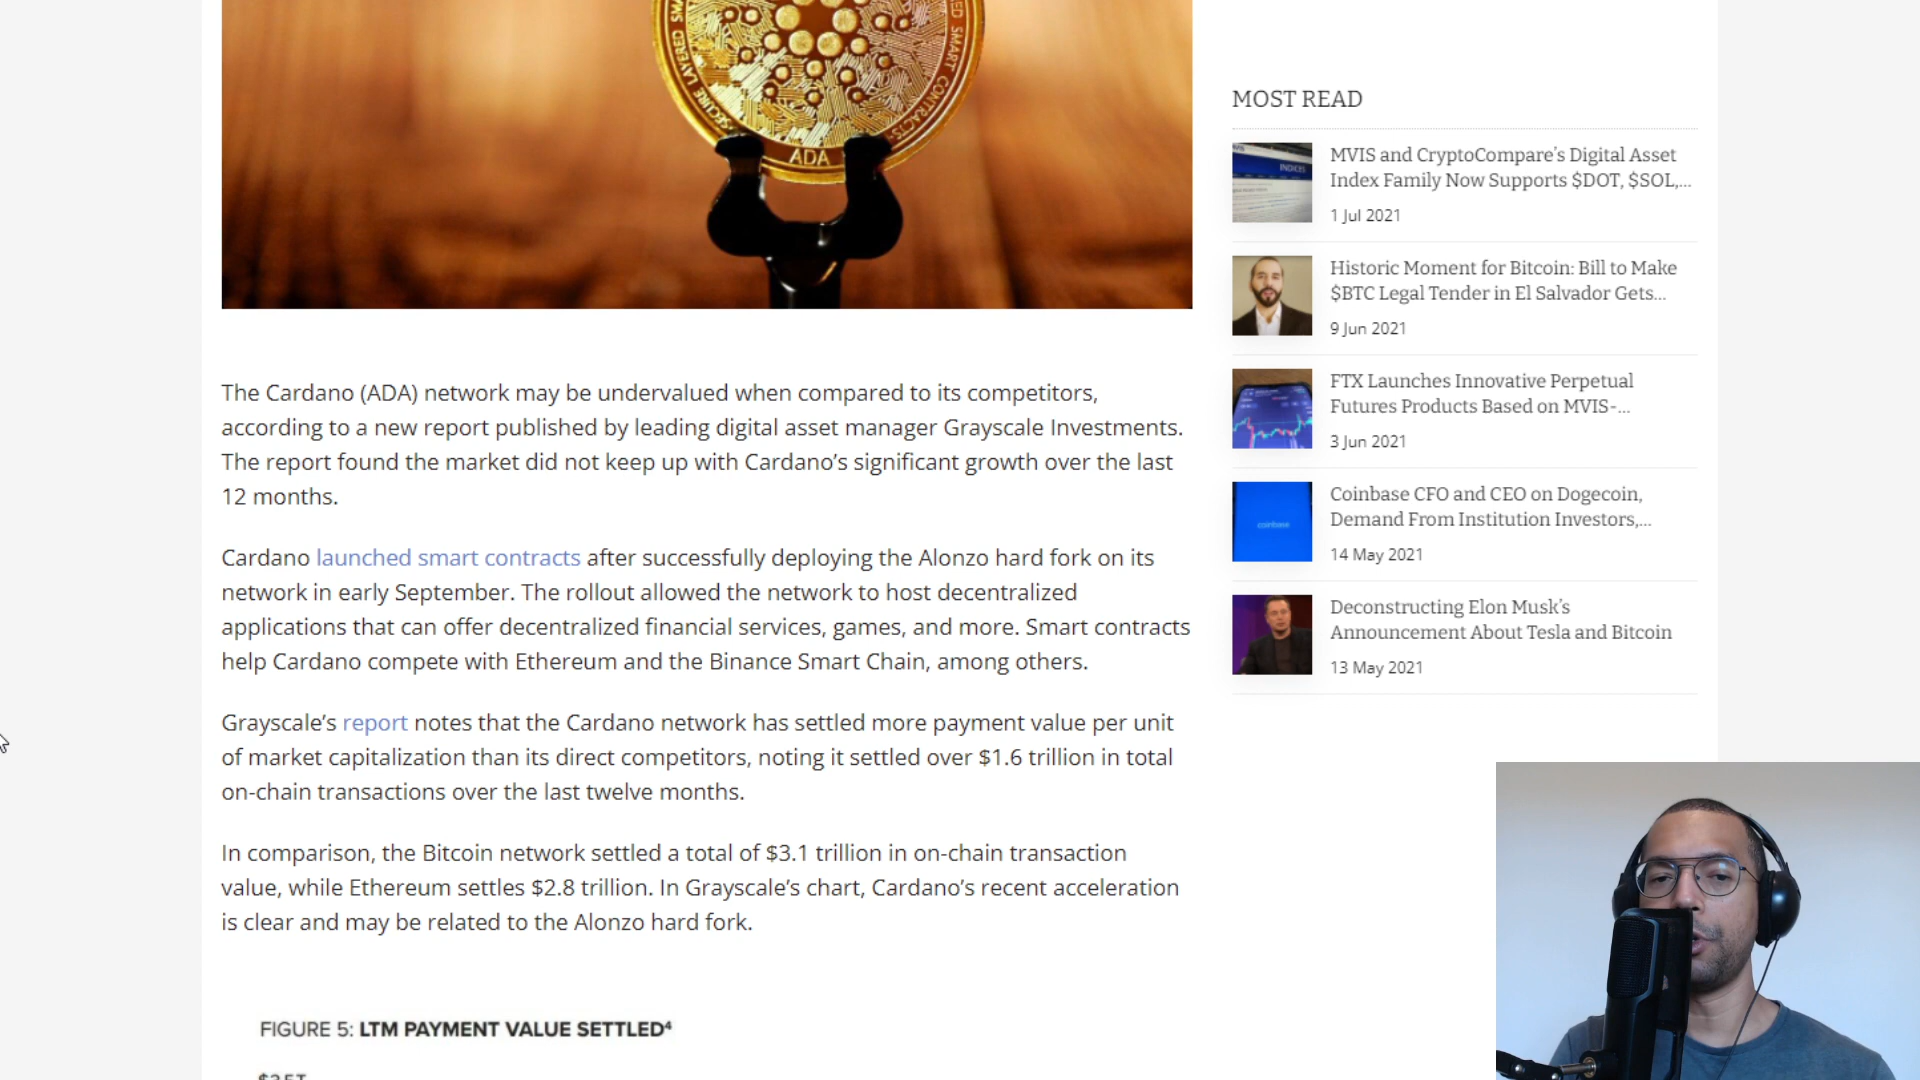 SECURE LAYERED
SMART CONTRACTS
ADA
The Cardano (ADA) network may be undervalued when compared to its competitors,
according to a new report published by leading digital asset manager Grayscale Investments.
The report found the market did not keep up with Cardano’s significant growth over the last
12 months.
Cardano launched smart contracts after successfully deploying the Alonzo hard fork on its
network in early September. The rollout allowed the network to host decentralized
applications that can offer decentralized financial services, games, and more. Smart contracts
help Cardano compete with Ethereum and the Binance Smart Chain, among others.
Grayscale’s report notes that the Cardano network has settled more payment value per unit
of market capitalization than its direct competitors, noting it settled over $1.6 trillion in total
on-chain transactions over the last twelve months.
In comparison, the Bitcoin network settled a total of $3.1 trillion in on-chain transaction
value, while Ethereum settles $2.8 trillion. In Grayscale’s chart, Cardano’s recent acceleration
is clear and may be related to the Alonzo hard fork.
FIGURE 5: LTM PAYMENT VALUE SETTLED⁴
MOST READ
INDICES
MVIS and CryptoCompare’s Digital Asset
Index Family Now Supports $DOT, $SOL,...
1 Jul 2021
Historic Moment for Bitcoin: Bill to Make
$BTC Legal Tender in El Salvador Gets...
9 Jun 2021
FTX Launches Innovative Perpetual
Futures Products Based on MVIS-...
3 Jun 2021
coinbase
Coinbase CFO and CEO on Dogecoin,
Demand From Institution Investors,...
14 May 2021
Deconstructing Elon Musk’s
Announcement About Tesla and Bitcoin
13 May 2021